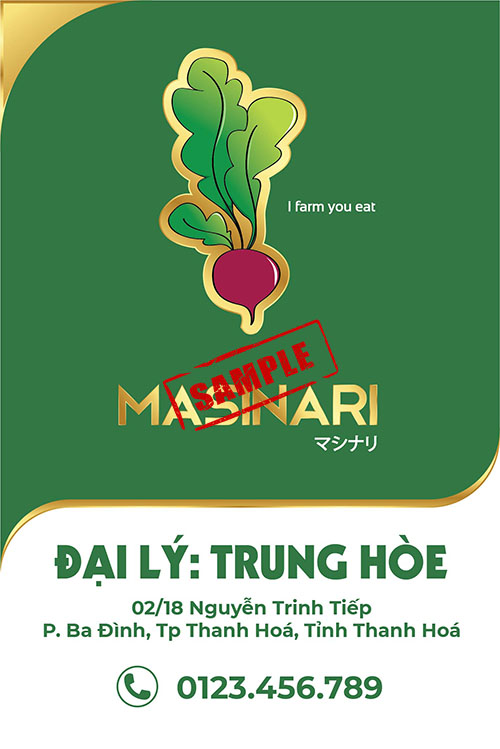 I farm you eat
SAMPLE
MASINARI
マシナリ
ĐẠI LÝ: TRUNG HÒE
02/18 Nguyễn Trinh Tiếp
P. Ba Đình, Tp Thanh Hoá, Tỉnh Thanh Hoá
0123.456.789